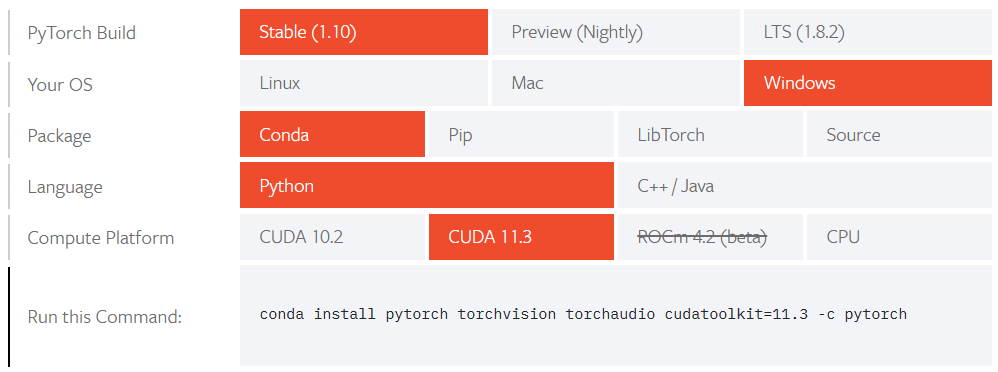 PyTorch Build Stable (1.10) Preview (Nightly) LTS (1.8.2)
Your OS Linux Mac Windows
Package Conda Pip LibTorch Source
Language Python C++ / Java
Compute Platform CUDA 10.2 CUDA 11.3 ROCm 4.2 (beta) CPU
Run this Command: conda install pytorch torchvision torchaudio cudatoolkit=11.3 -c pytorch